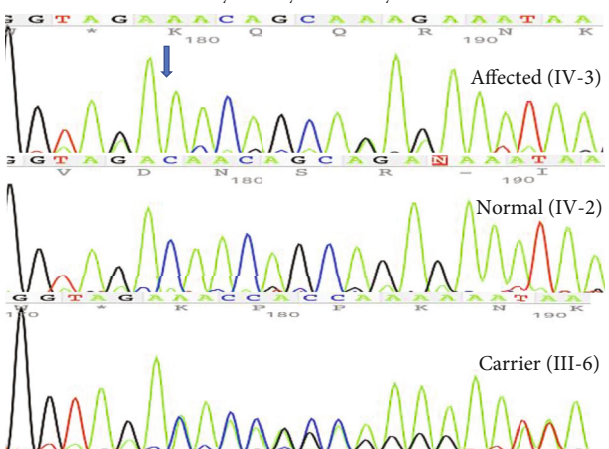 G G T A G A A A C A G C A A A G A A A T A A
* K Q Q R N K
180 190
Affected (IV-3)
G G T A G A C A A C A G C A G A N A A A T A A
V D N S R - I
180 190
Normal (IV-2)
G G T A G A A A C C A C C A A A A A A T A A
* K P P K N K
180 190
Carrier (III-6)